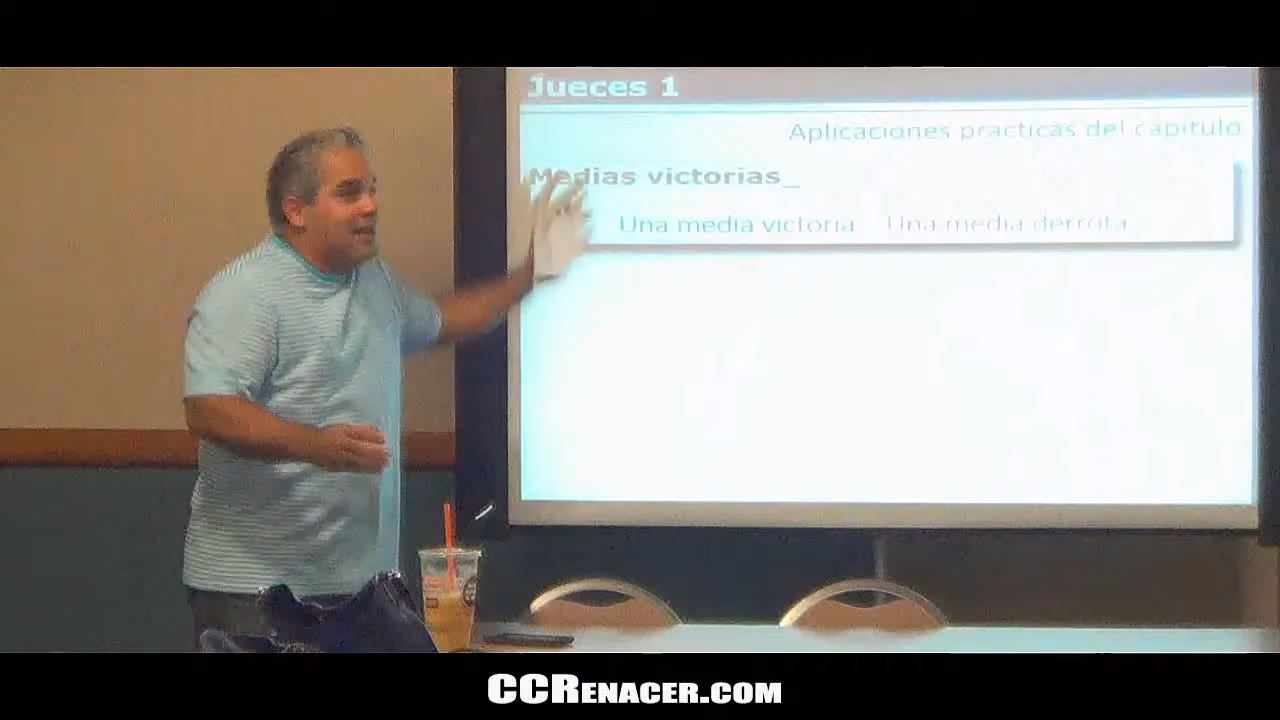 Jueces 1
Aplicaciones practicas del capitulo
Medias victorias_
Una media victoria Una media derrota
CCRENACER.COM